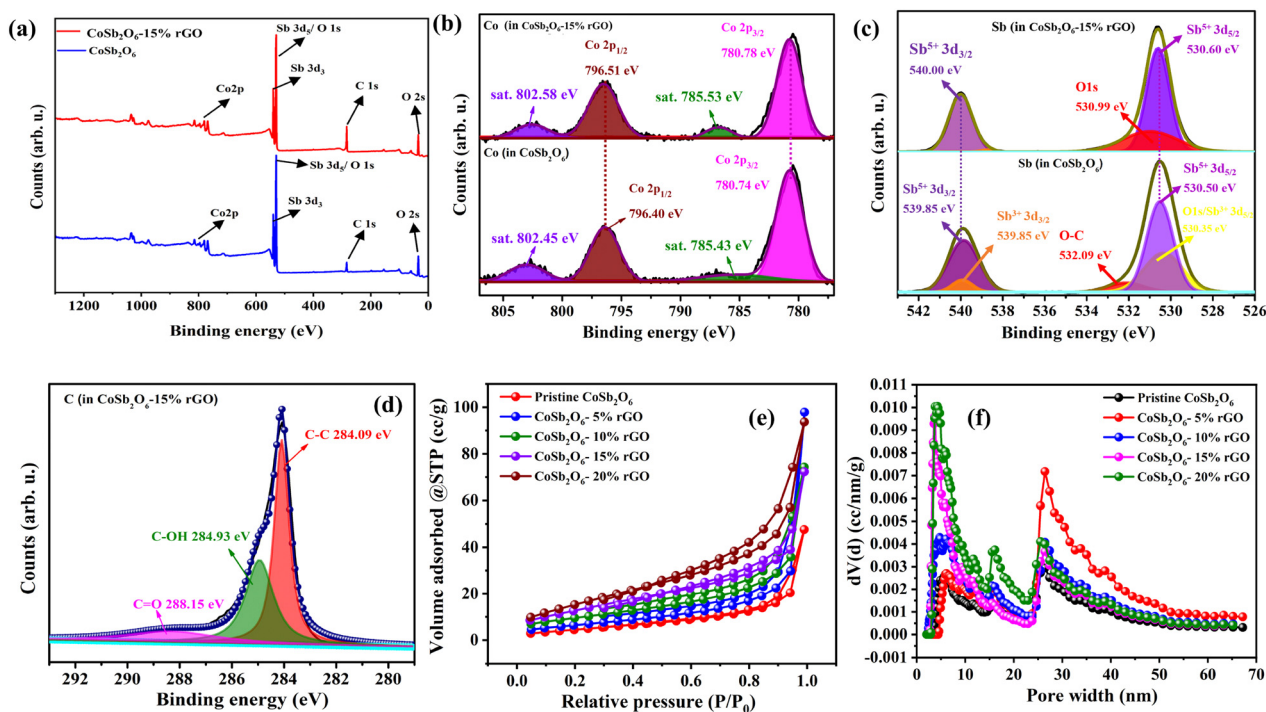 (a)
CoSb₂O₆-15% rGO
CoSb₂O₆
Sb 3d₅/ O 1s
Sb 3d₃
Co2p
C 1s
O 2s
Sb 3d₅/ O 1s
Sb 3d₃
Co2p
C 1s
O 2s
Counts (arb. u.)
1200 1000 800 600 400 200 0
Binding energy (eV)
(b)
Co (in CoSb₂O₆-15% rGO)
Co 2p₁/₂
796.51 eV
Co 2p₃/₂
780.78 eV
sat. 802.58 eV
sat. 785.53 eV
Co (in CoSb₂O₆)
Co 2p₁/₂
796.40 eV
Co 2p₃/₂
780.74 eV
sat. 802.45 eV
sat. 785.43 eV
Counts (arb. u.)
805 800 795 790 785 780
Binding energy (eV)
(c)
Sb (in CoSb₂O₆-15% rGO)
Sb⁵⁺ 3d₃/₂
540.00 eV
Sb⁵⁺ 3d₅/₂
530.60 eV
O1s
530.99 eV
Sb (in CoSb₂O₆)
Sb⁵⁺ 3d₃/₂
539.85 eV
Sb³⁺ 3d₃/₂
539.85 eV
O-C
532.09 eV
Sb⁵⁺ 3d₅/₂
530.50 eV
O1s/Sb³⁺ 3d₅/₂
530.35 eV
Counts (arb. u.)
542 540 538 536 534 532 530 528 526
Binding energy (eV)
C (in CoSb₂O₆-15% rGO)
(d)
C-C 284.09 eV
C-OH 284.93 eV
C=O 288.15 eV
Counts (arb. u.)
292 290 288 286 284 282 280
Binding energy (eV)
(e)
Pristine CoSb₂O₆
CoSb₂O₆- 5% rGO
CoSb₂O₆- 10% rGO
CoSb₂O₆- 15% rGO
CoSb₂O₆- 20% rGO
Volume adsorbed @STP (cc/g)
100
80
60
40
20
0
0.0 0.2 0.4 0.6 0.8 1.0
Relative pressure (P/P₀)
(f)
Pristine CoSb₂O₆
CoSb₂O₆-5% rGO
CoSb₂O₆-10% rGO
CoSb₂O₆- 15% rGO
CoSb₂O₆-20% rGO
dV(d) (cc/nm/g)
0.011
0.010
0.009
0.008
0.007
0.006
0.005
0.004
0.003
0.002
0.001
0.000
-0.001
0 10 20 30 40 50 60 70
Pore width (nm)